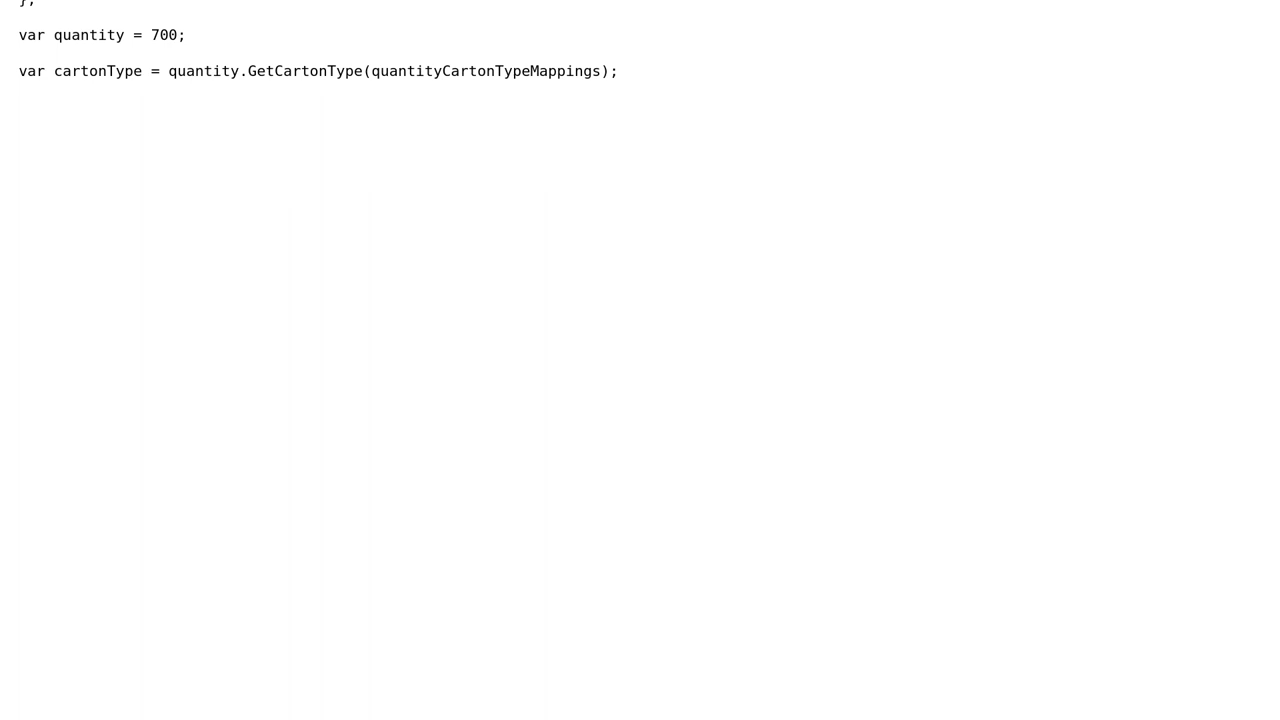 };
var quantity = 700;
var cartonType = quantity.GetCartonType(quantityCartonTypeMappings);